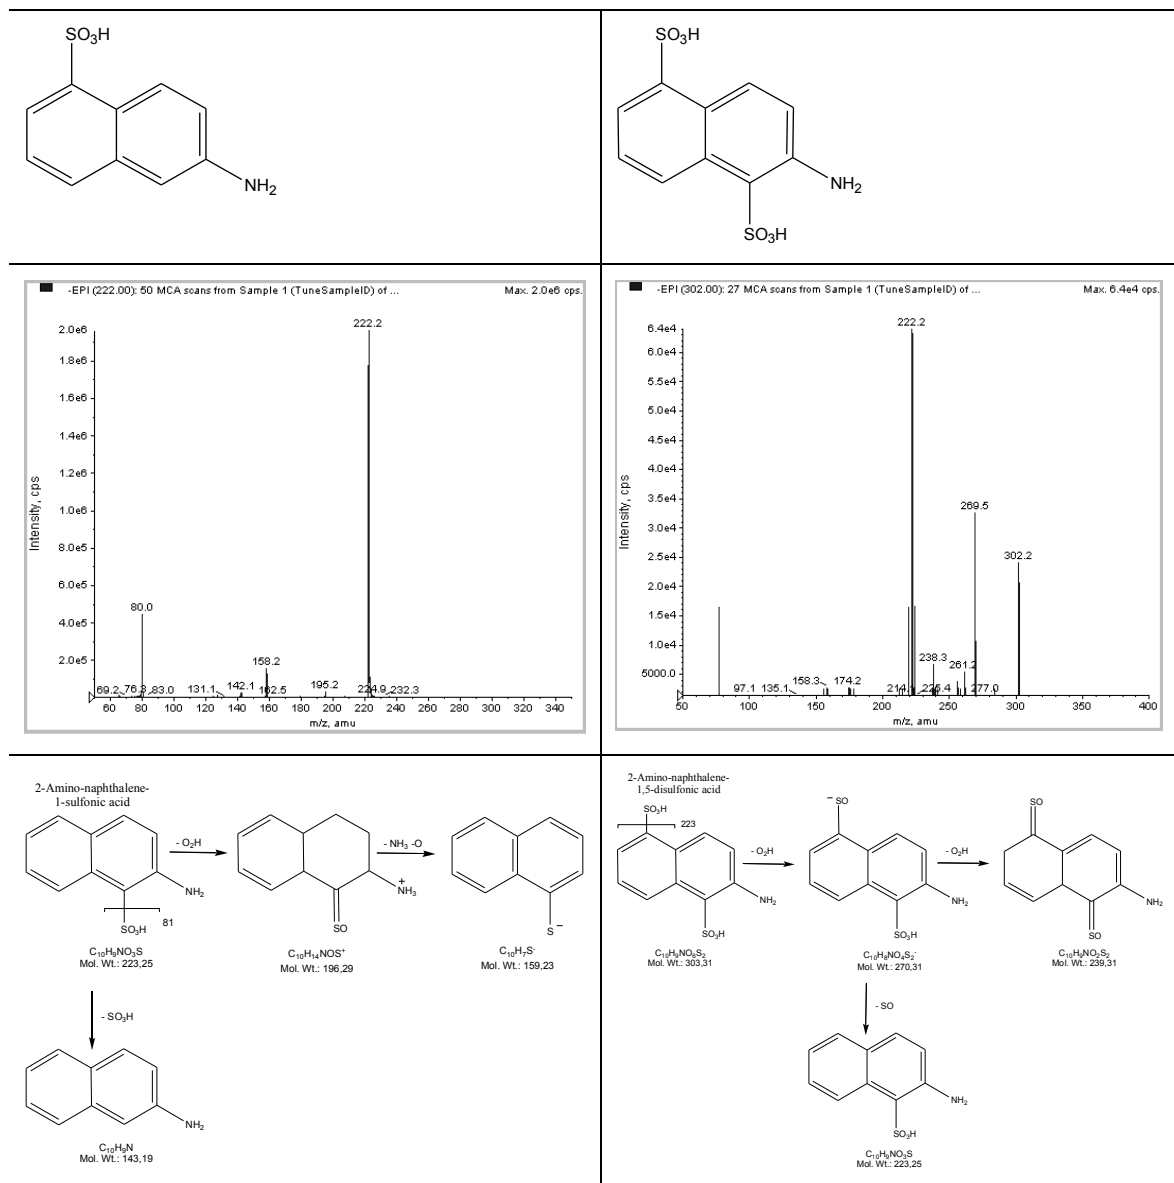 SO3H
NH2
SO3H
NH2
SO3H
-EPI (222.00): 50 MCA scans from Sample 1 (TuneSampleID) of ...
Max. 2.0e6 cps.
2.0e6
1.8e6
1.6e6
1.4e6
1.2e6
1.0e6
8.0e5
6.0e5
4.0e5
2.0e5
Intensity, cps
222.2
80.0
158.2
69.2
76.3
83.0
131.1
142.1
162.5
195.2
224.9
232.3
60
80
100
120
140
160
180
200
220
240
260
280
300
320
340
m/z, amu
-EPI (302.00): 27 MCA scans from Sample 1 (TuneSampleID) of ...
Max. 6.4e4 cps.
6.4e4
6.0e4
5.5e4
5.0e4
4.5e4
4.0e4
3.5e4
3.0e4
2.5e4
2.0e4
1.5e4
1.0e4
5000.0
Intensity, cps
222.2
269.5
302.2
238.3
261.2
97.1
135.1
158.3
174.2
225.4
277.0
50
100
150
200
250
300
350
400
m/z, amu
2-Amino-naphthalene-
1-sulfonic acid
- O2H
- NH3 -O
NH2
SO3H
81
C10H9NO3S
Mol. Wt.: 223,25
+
NH3
SO
C10H14NOS+
Mol. Wt.: 196,29
S−
C10H7S-
Mol. Wt.: 159,23
- SO3H
NH2
C10H9N
Mol. Wt.: 143,19
2-Amino-naphthalene-
1,5-disulfonic acid
SO3H
223
- O2H
NH2
SO3H
C10H9NO6S2
Mol. Wt.: 303,31
− SO
- O2H
NH2
SO3H
C10H8NO4S2-
Mol. Wt.: 270,31
SO
NH2
SO
C10H9NO2S2
Mol. Wt.: 239,31
- SO
NH2
SO3H
C10H9NO3S
Mol. Wt.: 223,25